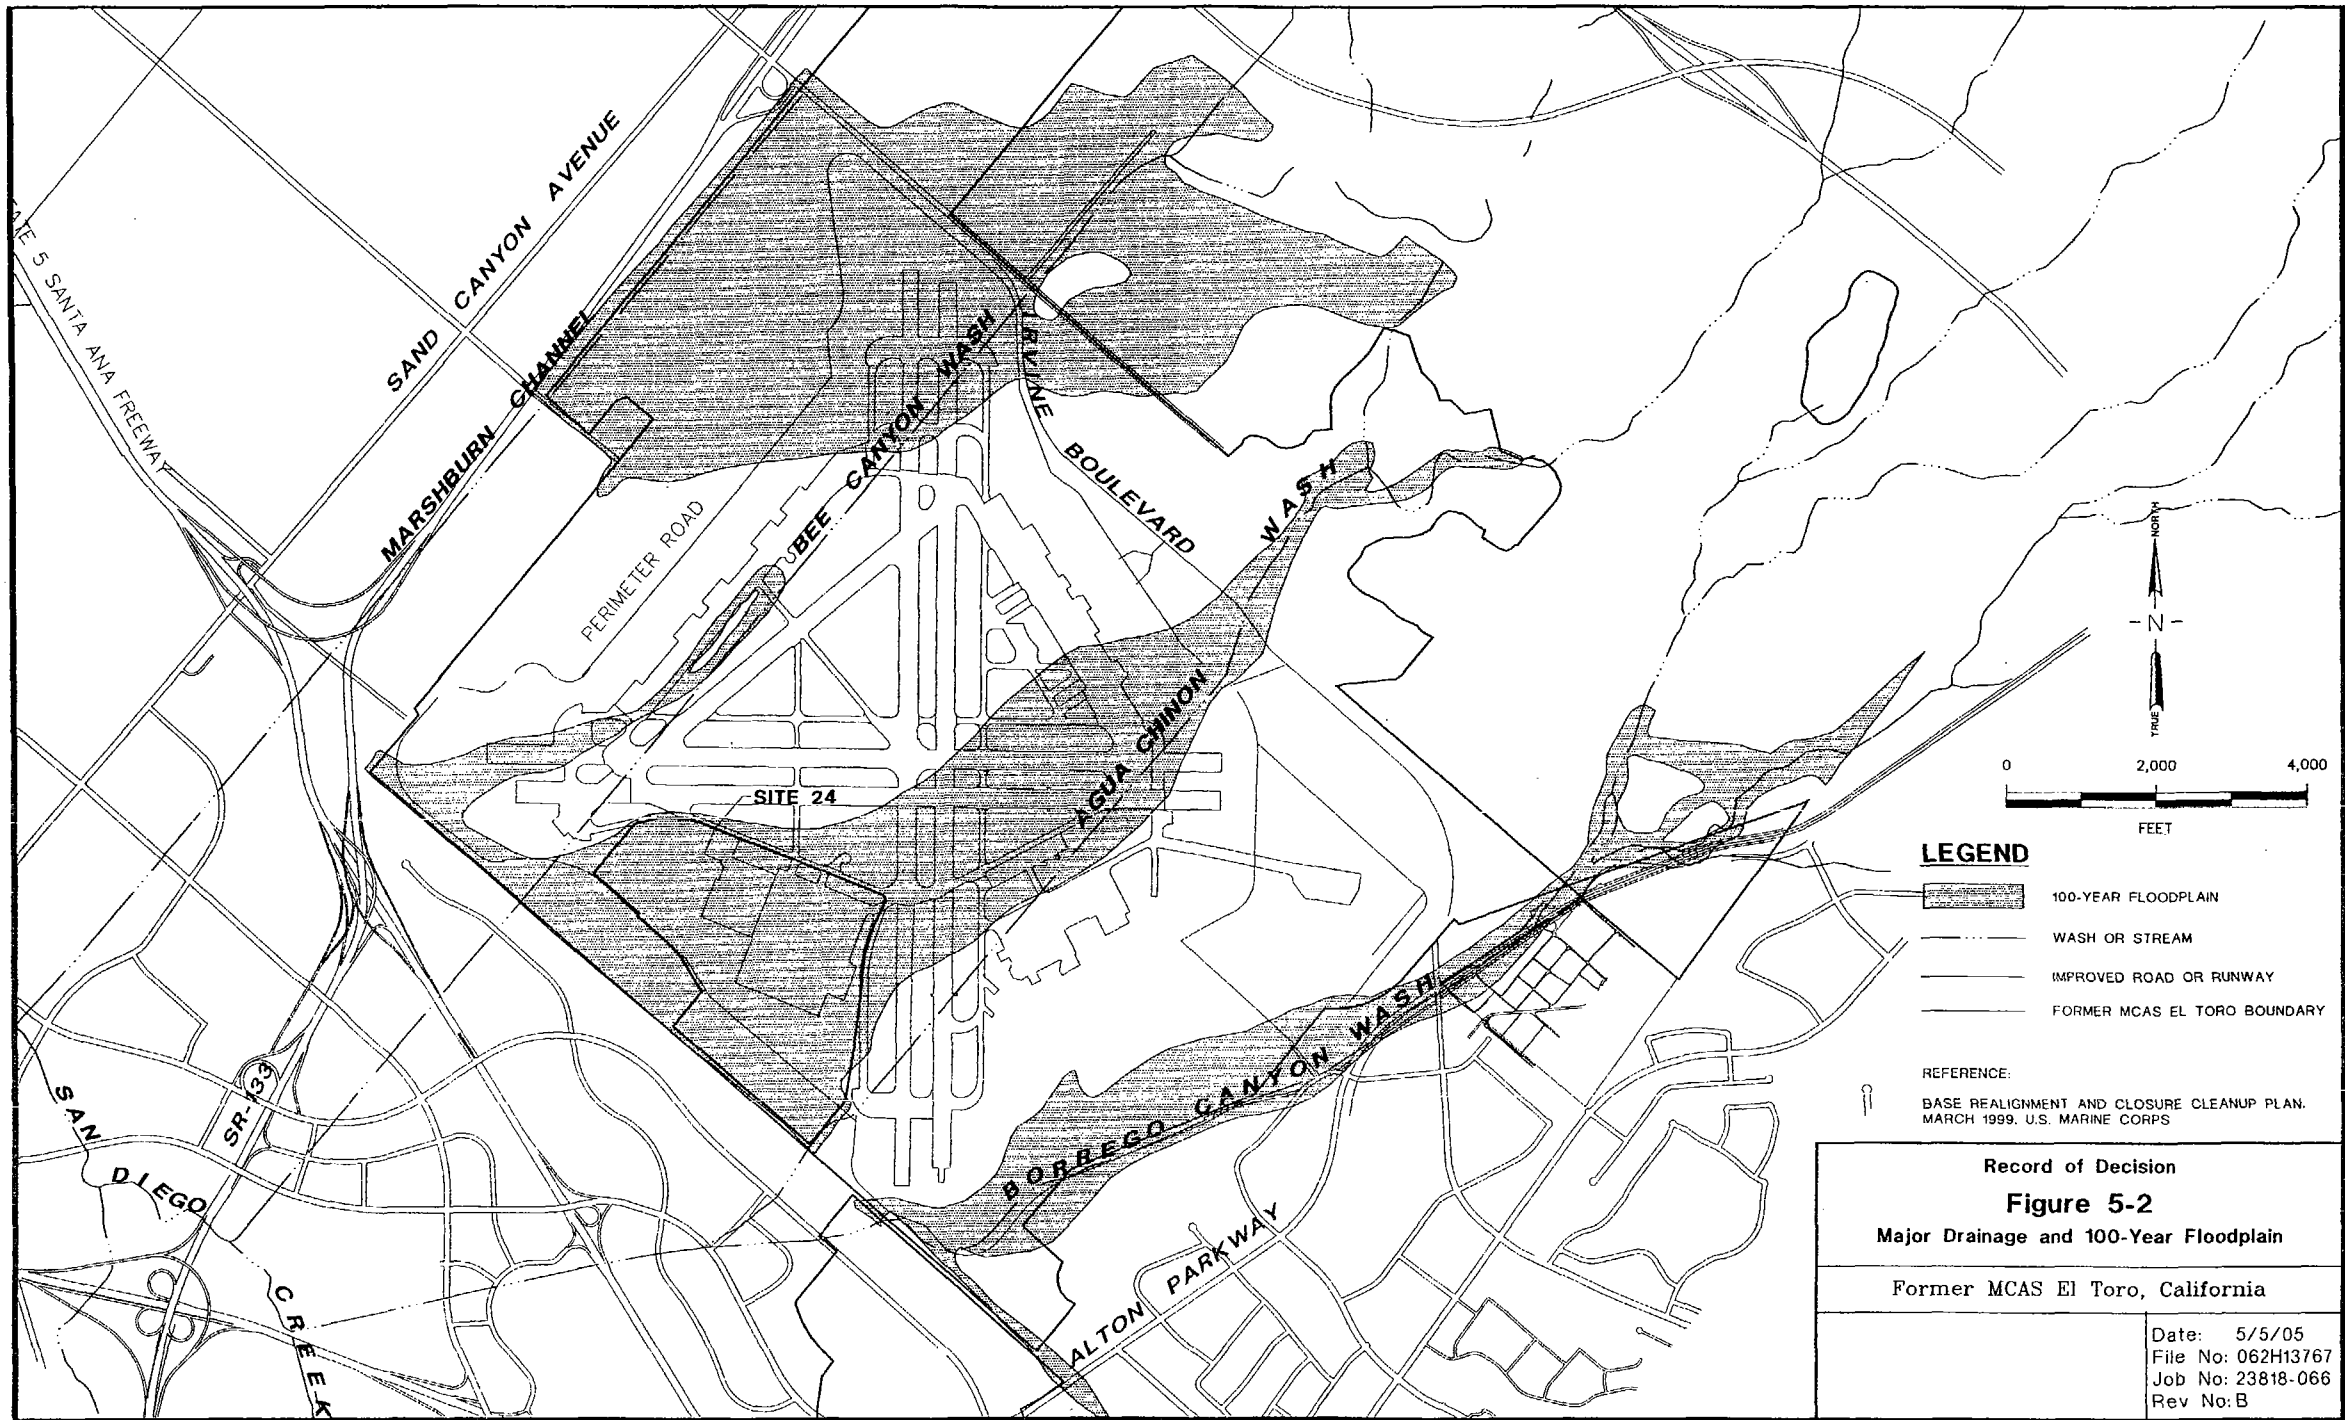 SAND CANYON AVENUE
5 SANTA ANA FREEWAY
MARSHBURN CHANNEL
PERIMETER ROAD
BEE CANYON WASH
IRVINE BOULEVARD
AGUA CHINON WASH
SITE 24
BORREGO CANYON WASH
ALTON PARKWAY
SR-133
SAN DIEGO CREEK
NORTH
-N-
TRUE
0 2,000 4,000
FEET
LEGEND
100-YEAR FLOODPLAIN
WASH OR STREAM
IMPROVED ROAD OR RUNWAY
FORMER MCAS EL TORO BOUNDARY
REFERENCE:
BASE REALIGNMENT AND CLOSURE CLEANUP PLAN.
MARCH 1999. U.S. MARINE CORPS
Record of Decision
Figure 5-2
Major Drainage and 100-Year Floodplain
Former MCAS El Toro, California
Date: 5/5/05
File No: 062H13767
Job No: 23818-066
Rev No: B